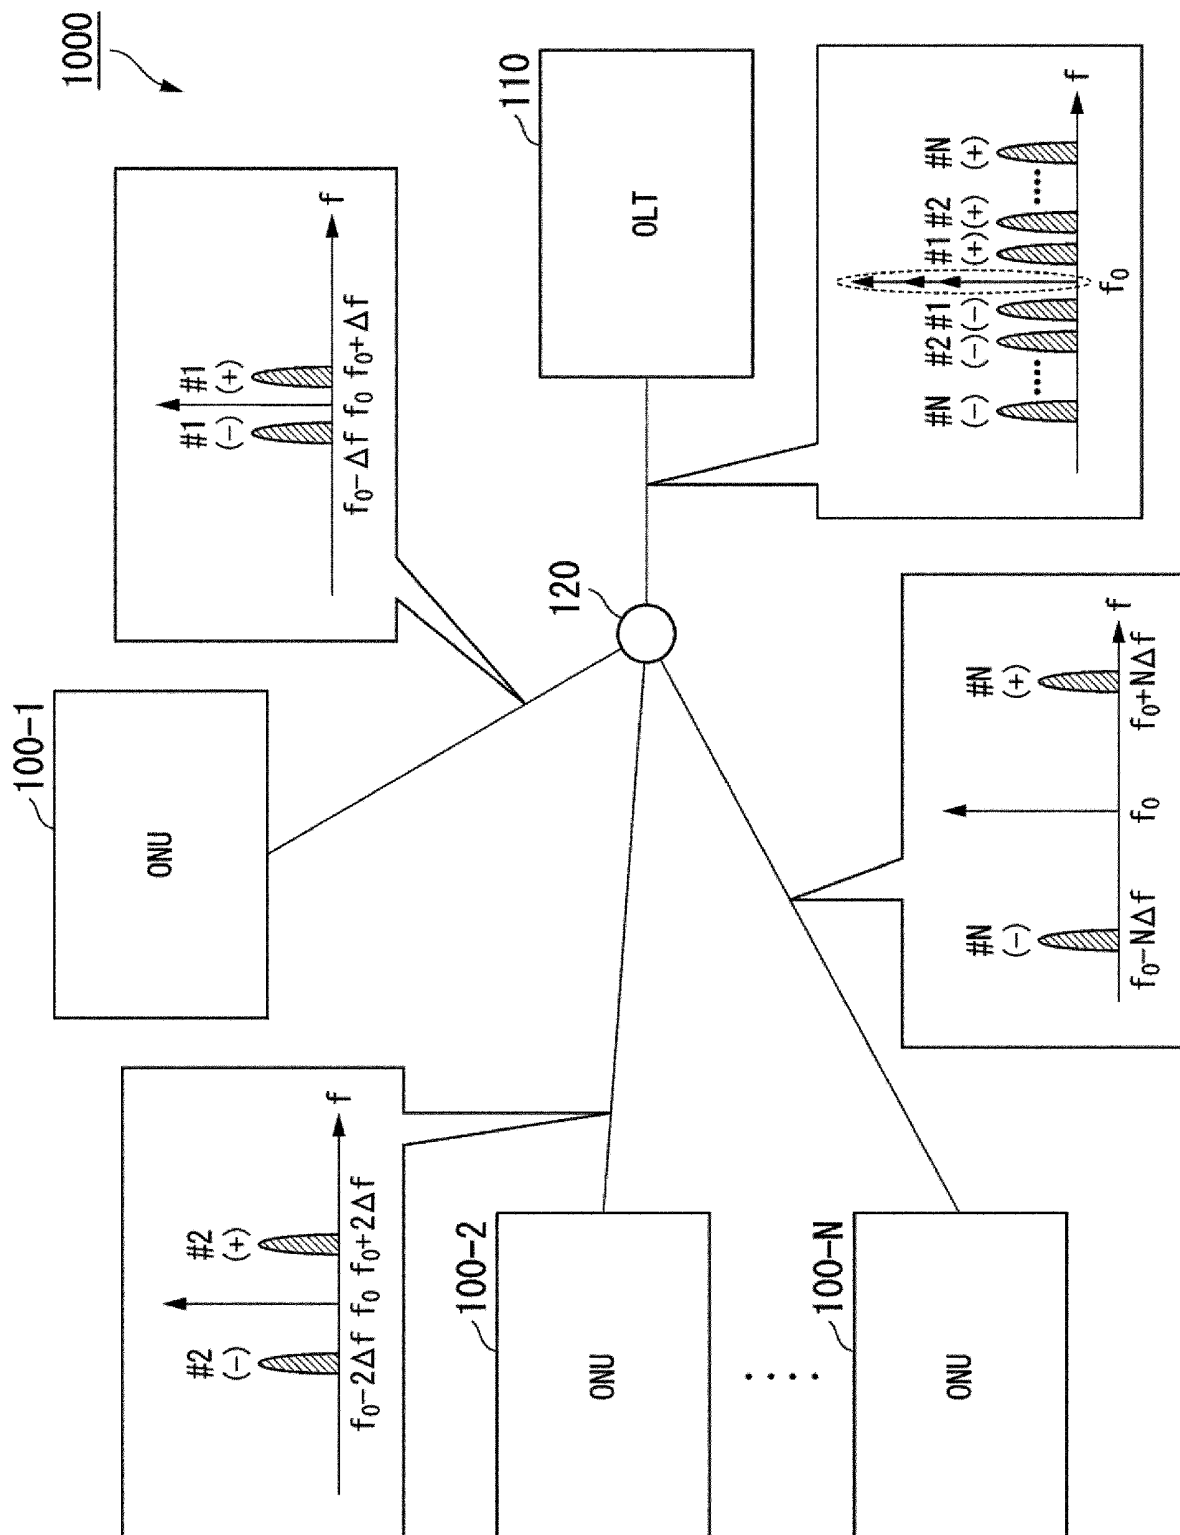 1000
100-1
ONU
#1 #1
(−) (+)
f
f₀−Δf f₀ f₀+Δf
#2 #2
(−) (+)
f
f₀−2Δf f₀ f₀+2Δf
100-2
ONU
120
110
OLT
....
100-N
ONU
#N #N
(−) (+)
f
f₀−NΔf f₀ f₀+NΔf
#N #2 #1 #1 #2 #N
(−) .... (−) (−) (+) (+) .... (+)
f
f₀